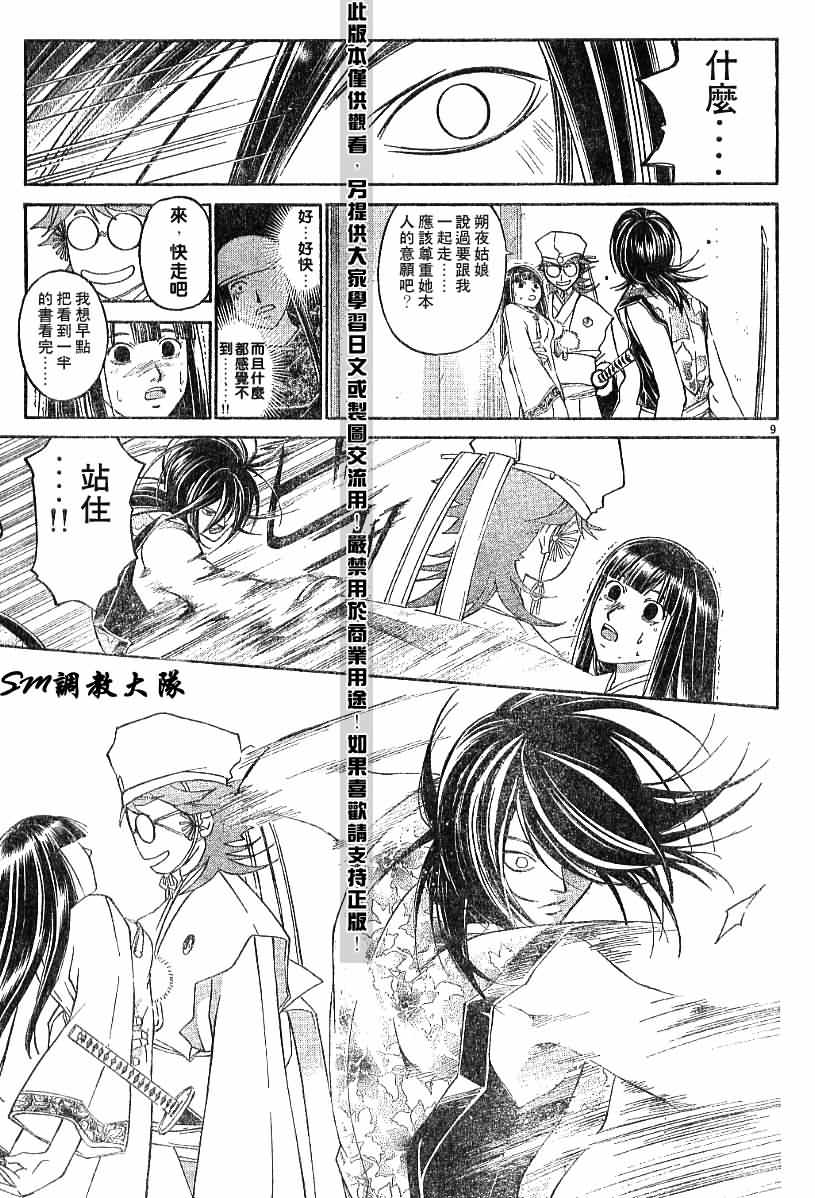 什麼‥‥
朔夜姑娘
說過要跟我
一起走……
應該尊重她本
人的意願吧？
好…好快……
而且什麼
都感覺不
到……!!
來，快走吧
我想早點
把看到一半
的書看完……
9
站住
‥‥!!
SM調教大隊
此版本僅供觀看，另提供大家學習日文或製圖交流用！嚴禁用於商業用途！如果喜歡請支持正版！